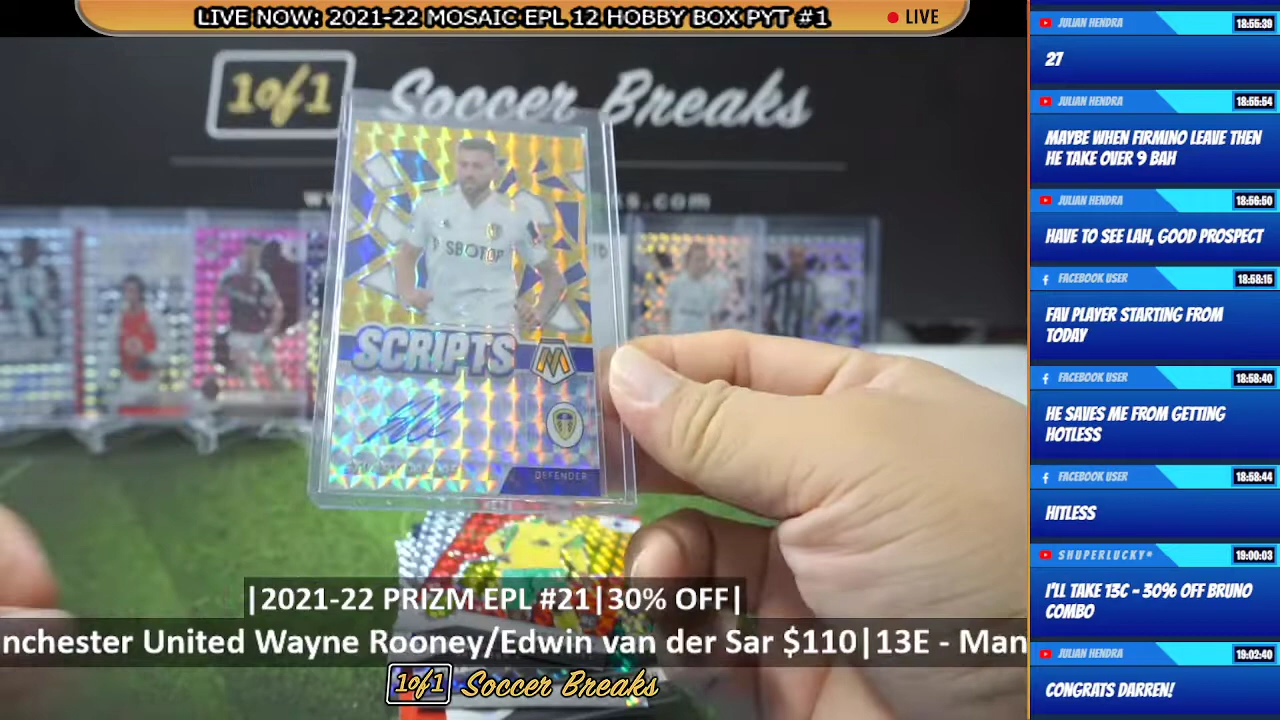 LIVE NOW: 2021-22 MOSAIC EPL 12 HOBBY BOX PYT #1
LIVE
1of1 Soccer Breaks
SBOTOP
SCRIPTS
DEFENDER
|2021-22 PRIZM EPL #21|30% OFF|
nchester United Wayne Rooney/Edwin van der Sar $110|13E - Man
1of1 Soccer Breaks
JULIAN HENDRA 18:55:39
27
JULIAN HENDRA 18:55:54
MAYBE WHEN FIRMINO LEAVE THEN
HE TAKE OVER 9 BAH
JULIAN HENDRA 18:56:50
HAVE TO SEE LAH, GOOD PROSPECT
FACEBOOK USER 18:58:15
FAV PLAYER STARTING FROM
TODAY
FACEBOOK USER 18:58:40
HE SAVES ME FROM GETTING
HOTLESS
FACEBOOK USER 18:58:44
HITLESS
SHUPERLUCKY® 19:00:03
I'LL TAKE 13C - 30% OFF BRUNO
COMBO
JULIAN HENDRA 19:02:40
CONGRATS DARREN!